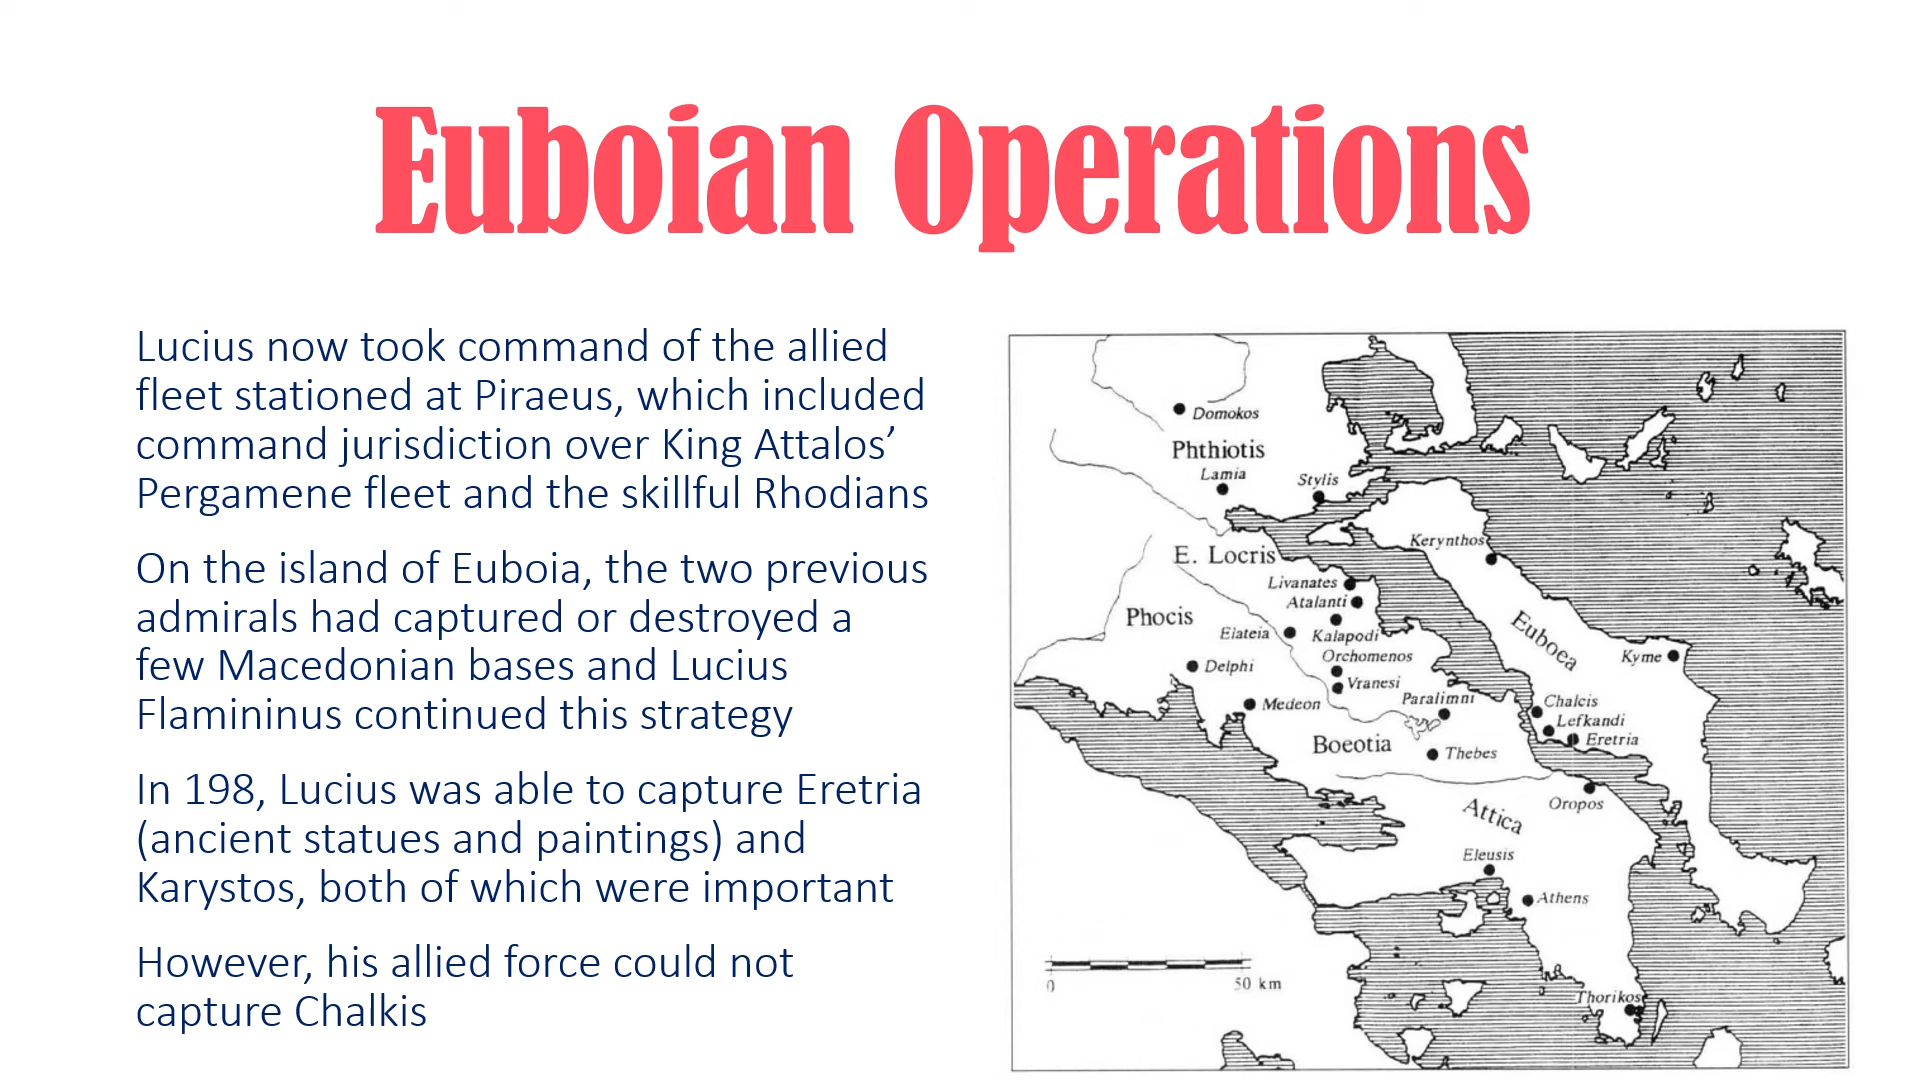 Euboian Operations
Lucius now took command of the allied
fleet stationed at Piraeus, which included
command jurisdiction over King Attalos’
Pergamene fleet and the skillful Rhodians
On the island of Euboia, the two previous
admirals had captured or destroyed a
few Macedonian bases and Lucius
Flamininus continued this strategy
In 198, Lucius was able to capture Eretria
(ancient statues and paintings) and
Karystos, both of which were important
However, his allied force could not
capture Chalkis
Domokos
Phthiotis
Lamia
Stylis
Kerynthos
E. Locris
Livanates
Atalanti
Phocis
Elateia
Kalapodi
Euboea
Kyme
Orchomenos
Delphi
Vranesi
Paralimni
Medeon
Chalcis
Lefkandi
Eretria
Boeotia
Thebes
Oropos
Attica
Eleusis
Athens
0
50 km
Thorikos